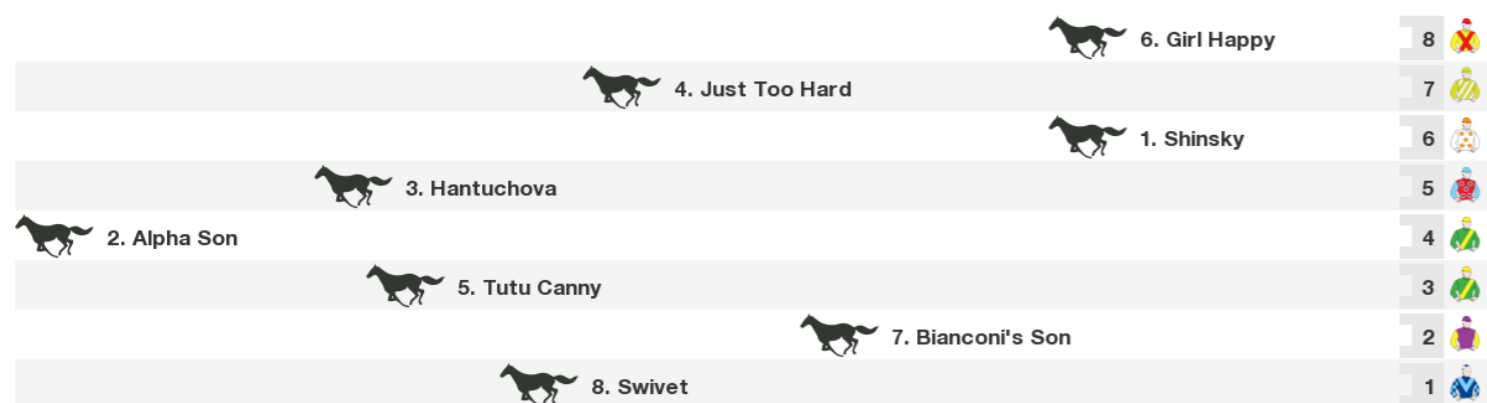 6. Girl Happy 8
4. Just Too Hard 7
1. Shinsky 6
3. Hantuchova 5
2. Alpha Son 4
5. Tutu Canny 3
7. Bianconi's Son 2
8. Swivet 1